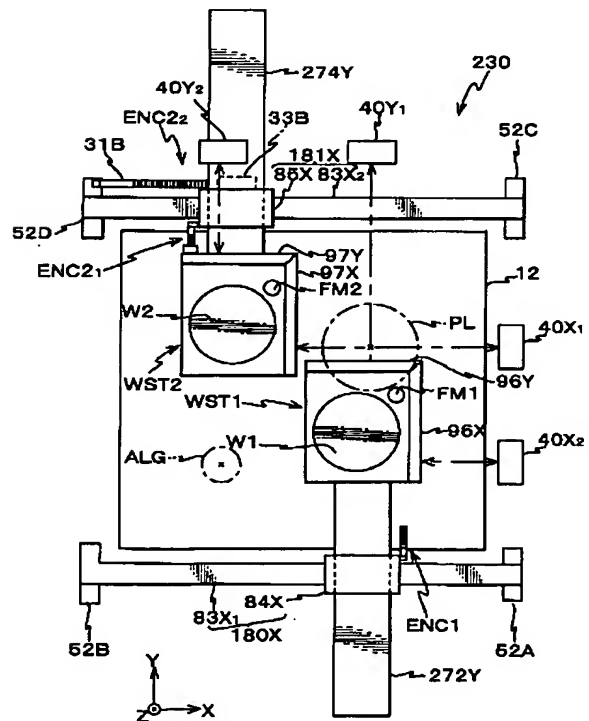 274Y
230
40Y₂
40Y₁
ENC2₂
33B
52C
31B
181X
85X 83X₂
52D
ENC2₁
97Y
97X
12
FM2
W2
PL
40X₁
96Y
WST2
WST1
FM1
40X₂
96X
ALG
W1
84X
83X₁
ENC1
180X
52B
52A
Y
272Y
Z
X